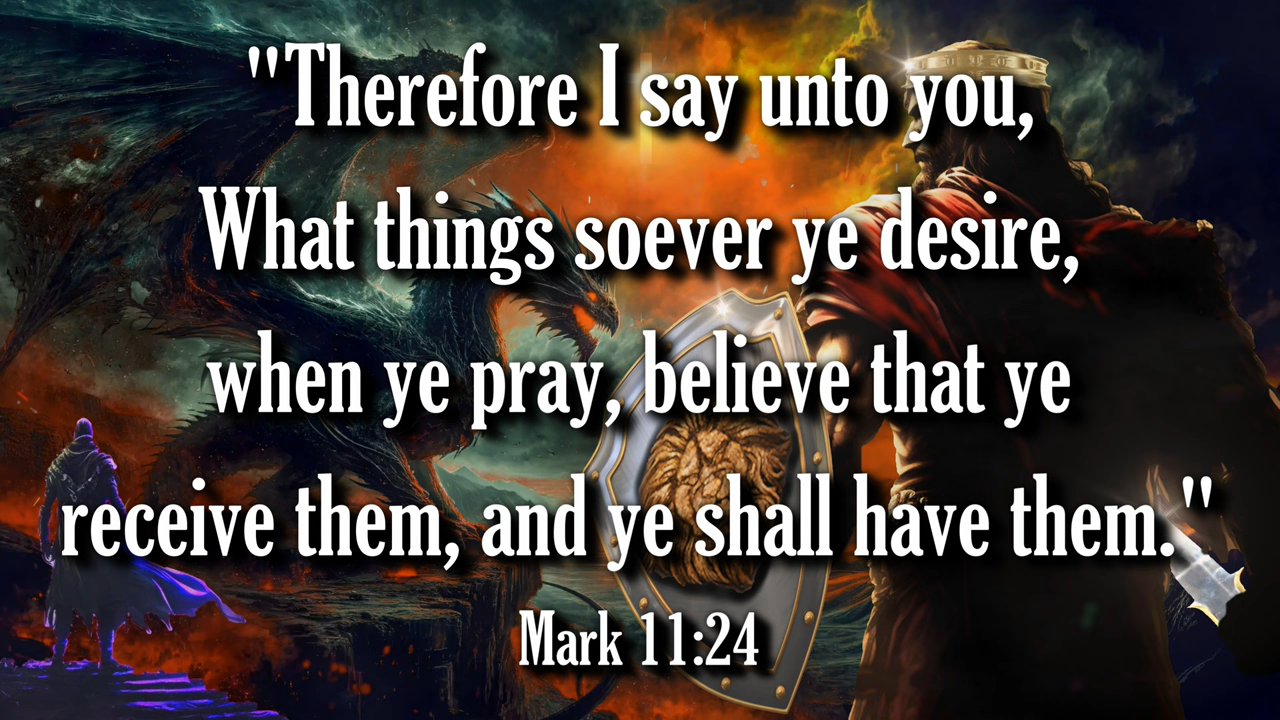 "Therefore I say unto you,
What things soever ye desire,
when ye pray, believe that ye
receive them, and ye shall have them."
Mark 11:24